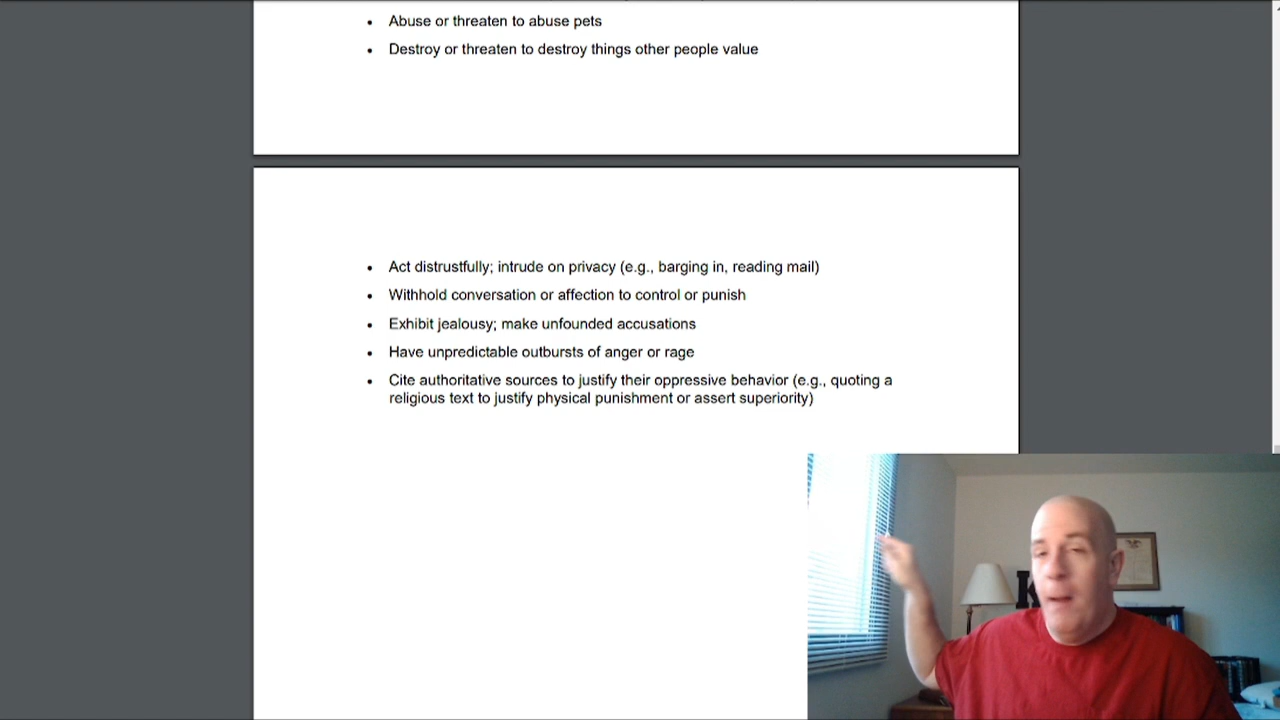 • Abuse or threaten to abuse pets
• Destroy or threaten to destroy things other people value
• Act distrustfully; intrude on privacy (e.g., barging in, reading mail)
• Withhold conversation or affection to control or punish
• Exhibit jealousy; make unfounded accusations
• Have unpredictable outbursts of anger or rage
• Cite authoritative sources to justify their oppressive behavior (e.g., quoting a
religious text to justify physical punishment or assert superiority)
K